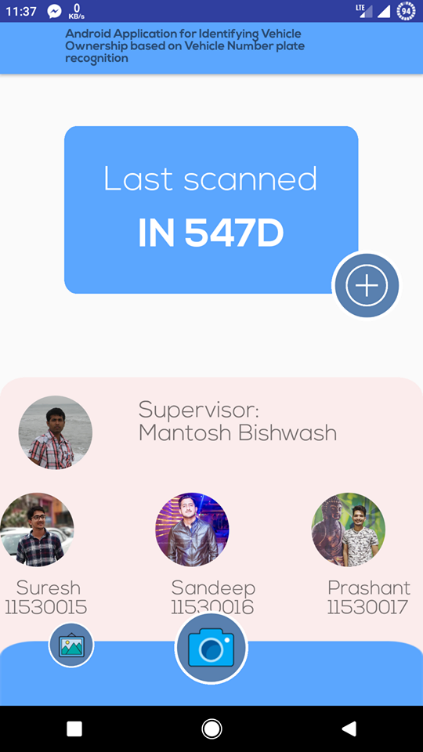 11:37
0
KB/s
LTE
94
Android Application for Identifying Vehicle
Ownership based on Vehicle Number plate
recognition
Last scanned
IN 547D
Supervisor:
Mantosh Bishwash
Suresh
11530015
Sandeep
11530016
Prashant
11530017